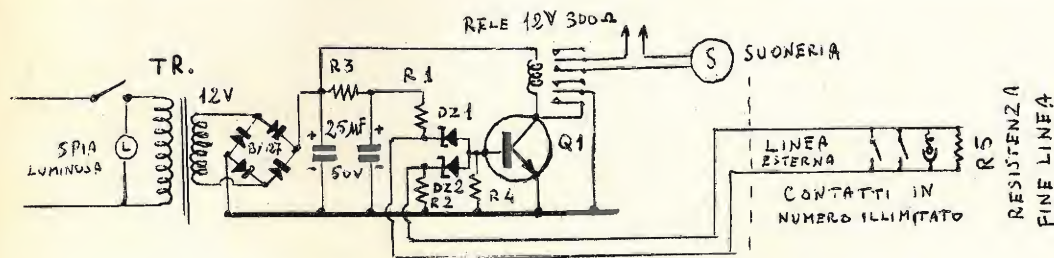 RELE 12V 300Ω
TR.
12V
R3
R1
SUONERIA
S
DZ1
Q1
25µF
50V
DZ2
R2
R4
SPIA
LUMINOSA
L
LINEA
ESTERNA
CONTATTI IN
NUMERO ILLIMITATO
R5
RESISTENZA
FINE LINEA